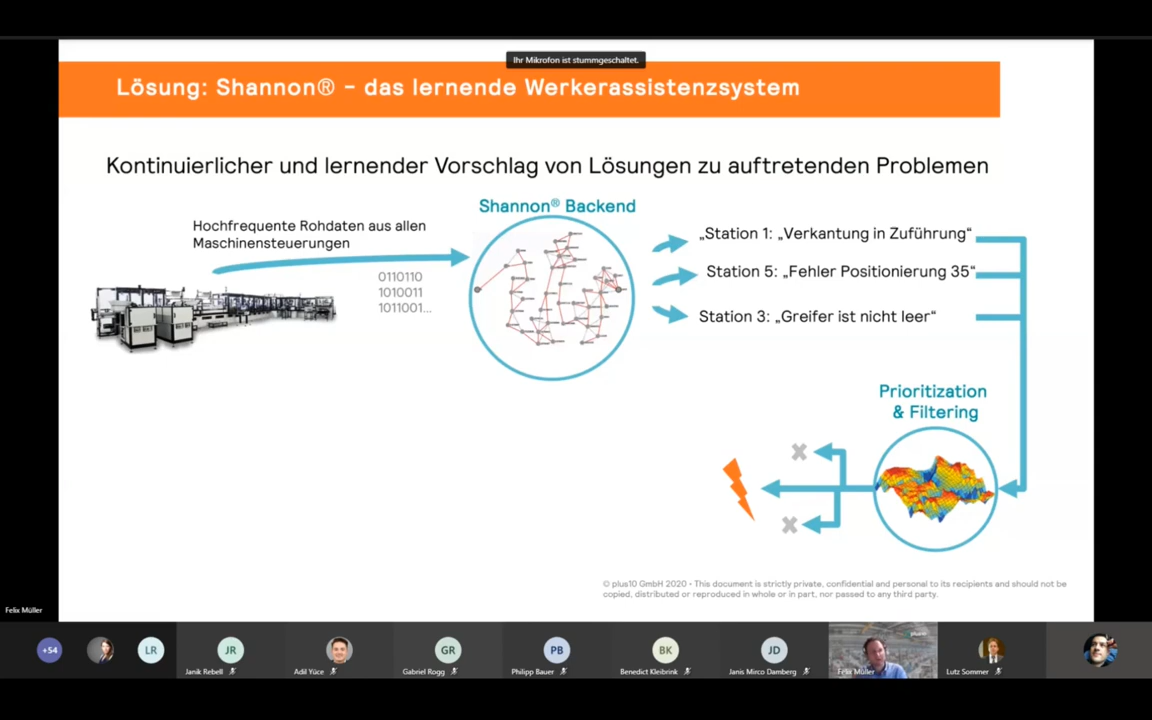 Ihr Mikrofon ist stummgeschaltet.
Lösung: Shannon® – das lernende Werkerassistenzsystem
Kontinuierlicher und lernender Vorschlag von Lösungen zu auftretenden Problemen
Shannon® Backend
Hochfrequente Rohdaten aus allen
Maschinensteuerungen
0110110
1010011
1011001...
„Station 1: „Verkantung in Zuführung“
Station 5: „Fehler Positionierung 35“
Station 3: „Greifer ist nicht leer“
Prioritization
& Filtering
© plus10 GmbH 2020 - This document is strictly private, confidential and personal to its recipients and should not be
copied, distributed or reproduced in whole or in part, nor passed to any third party.
Felix Müller
+54
LR
JR
GR
PB
BK
JD
Janik Rebell
Adil Yüce
Gabriel Rogg
Philipp Bauer
Benedict Kleibrink
Janis Mirco Damberg
Felix Müller
Lutz Sommer